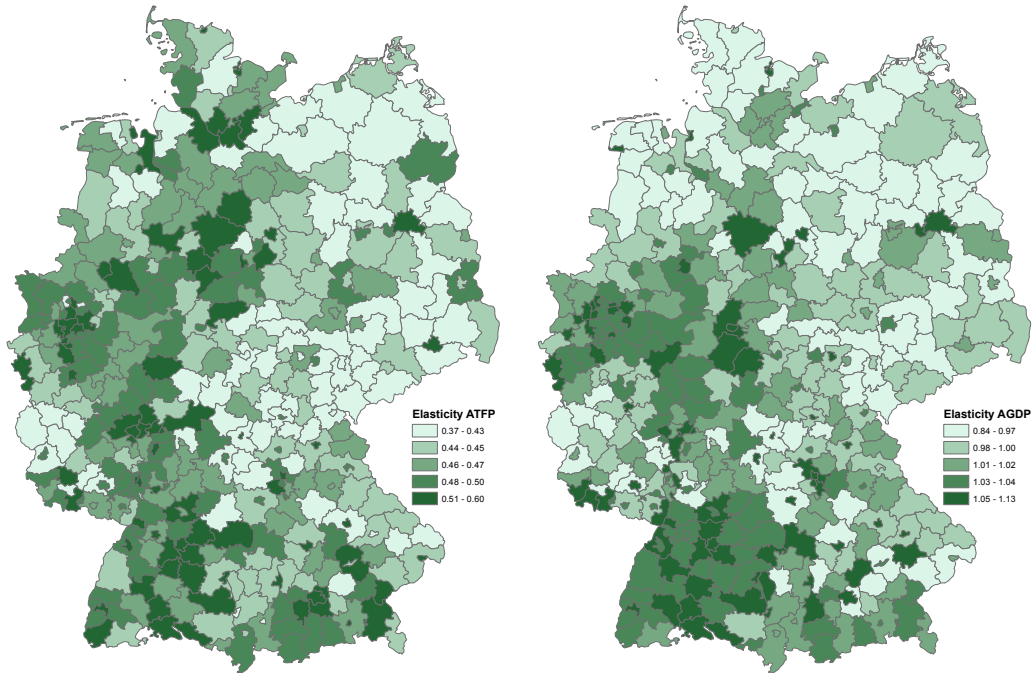 Elasticity ATFP
0.37 - 0.43
0.44 - 0.45
0.46 - 0.47
0.48 - 0.50
0.51 - 0.60
Elasticity AGDP
0.84 - 0.97
0.98 - 1.00
1.01 - 1.02
1.03 - 1.04
1.05 - 1.13